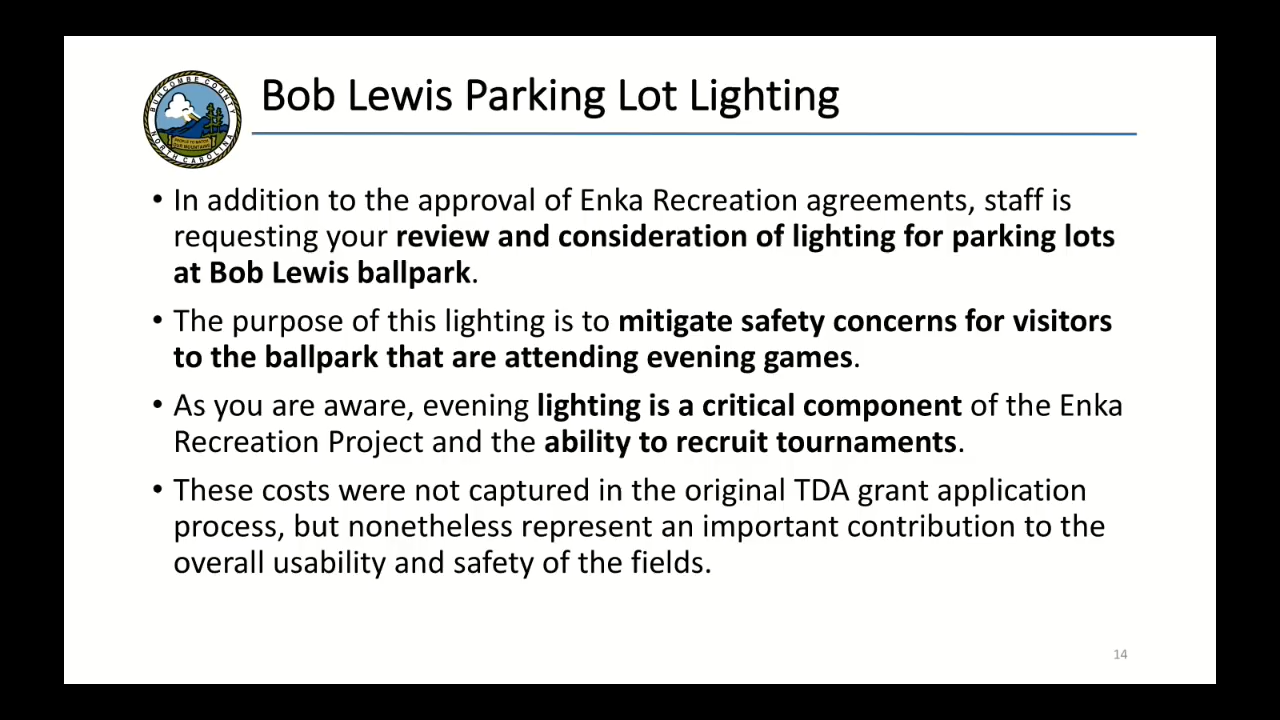 Bob Lewis Parking Lot Lighting
BUNCOMBE COUNTY
NORTH CAROLINA
• In addition to the approval of Enka Recreation agreements, staff is
requesting your review and consideration of lighting for parking lots
at Bob Lewis ballpark.
• The purpose of this lighting is to mitigate safety concerns for visitors
to the ballpark that are attending evening games.
• As you are aware, evening lighting is a critical component of the Enka
Recreation Project and the ability to recruit tournaments.
• These costs were not captured in the original TDA grant application
process, but nonetheless represent an important contribution to the
overall usability and safety of the fields.
14